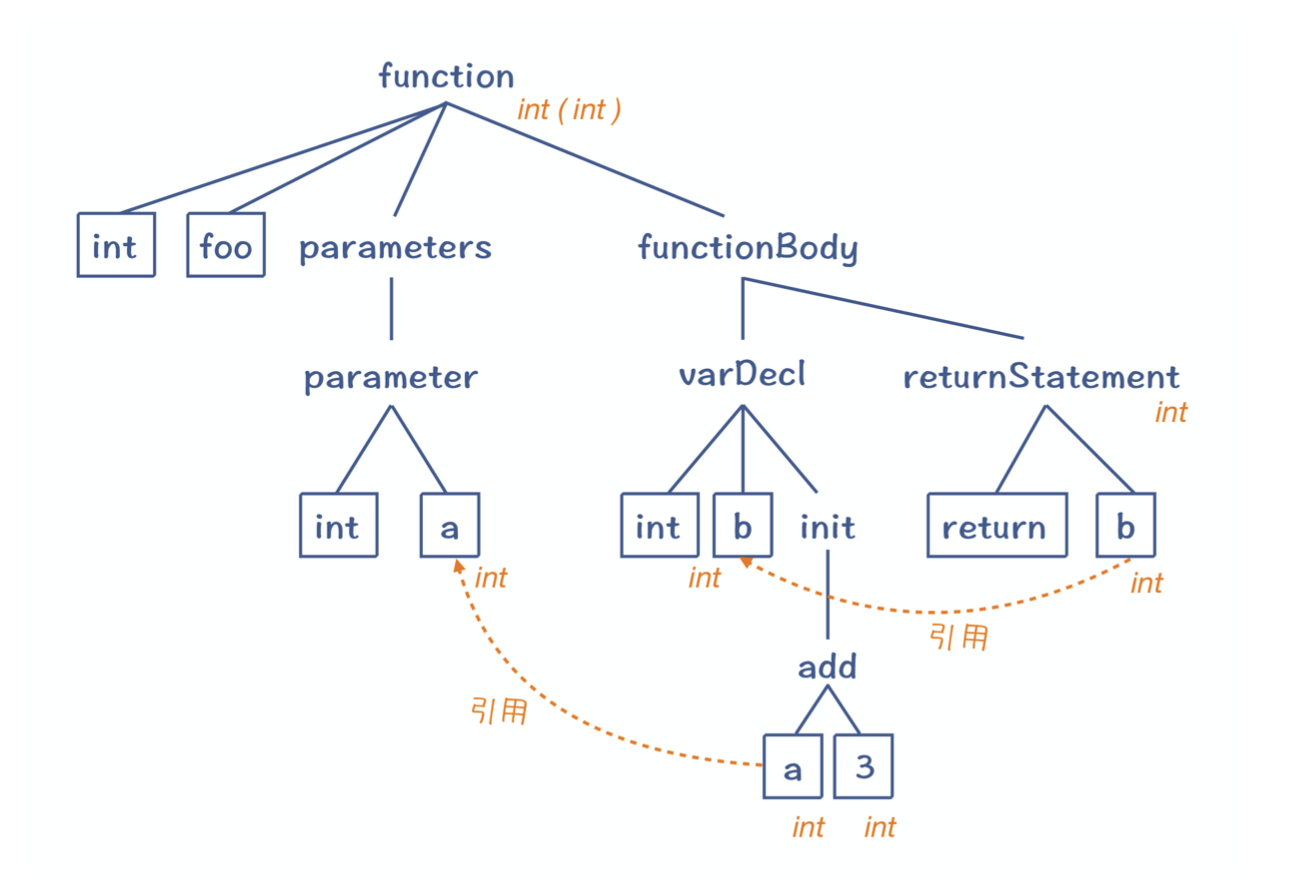 function
int ( int )
int foo parameters functionBody
parameter varDecl returnStatement
int
int a int b init return b
int int int
引用
add
引用
a 3
int int